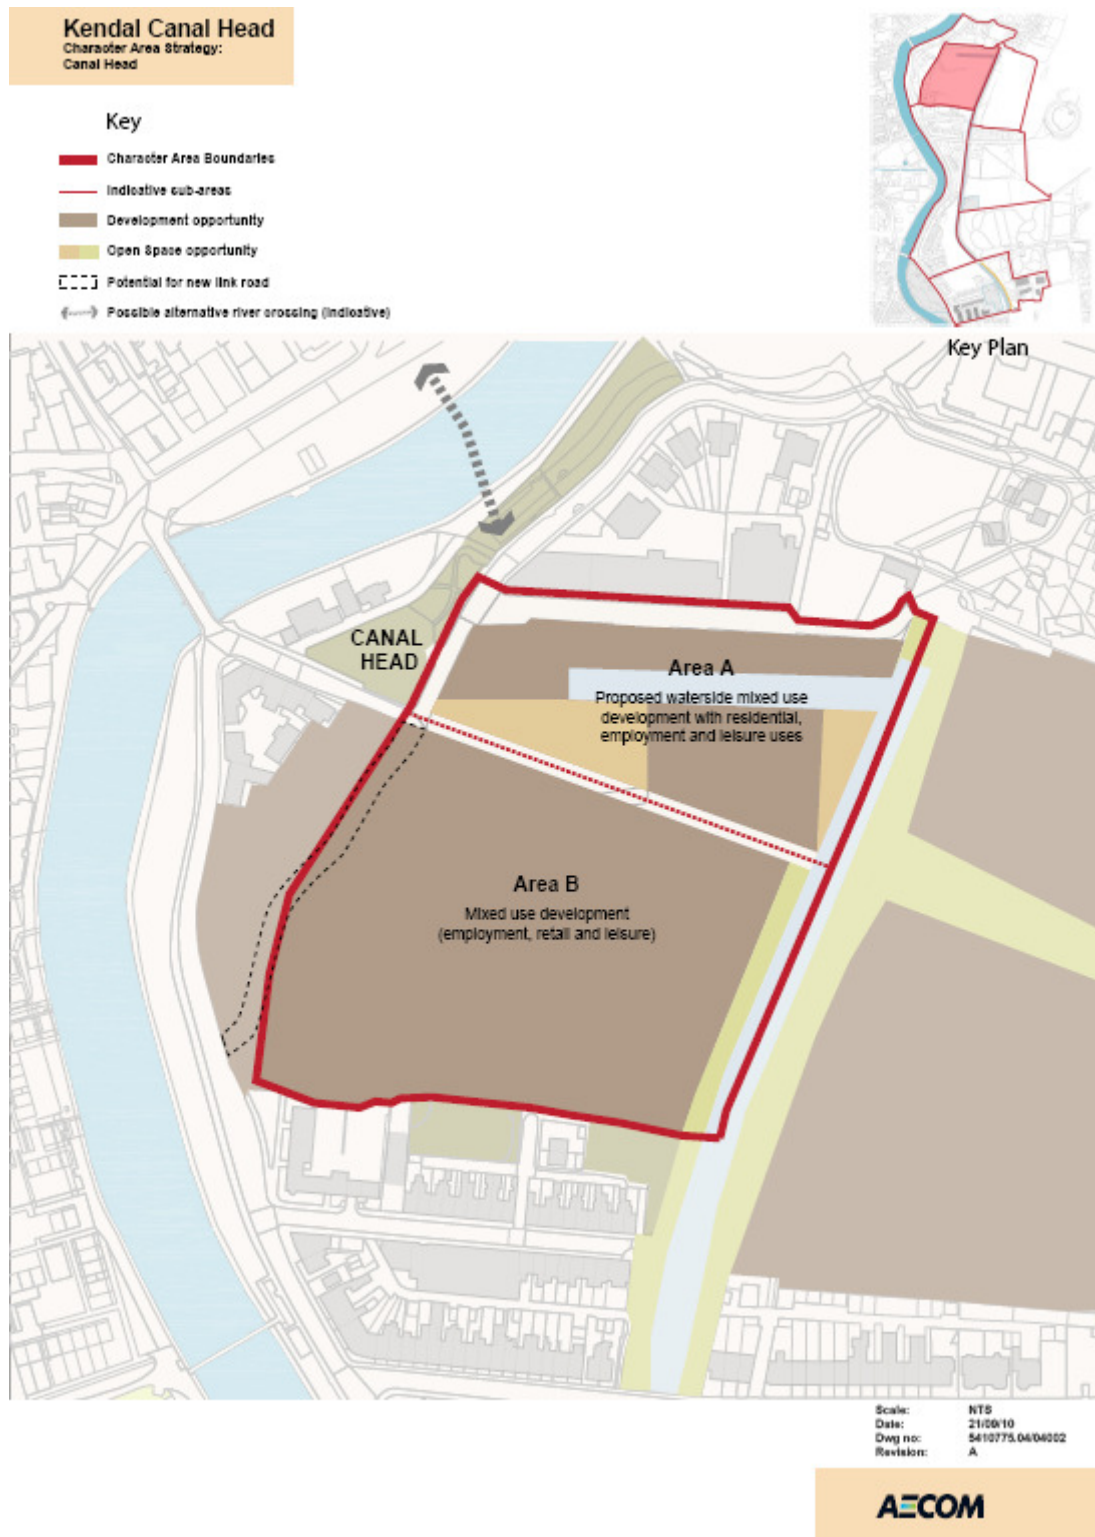 Kendal Canal Head
Character Area Strategy:
Canal Head
Key
Character Area Boundaries
Indicative sub-areas
Development opportunity
Open Space opportunity
Potential for new link road
Possible alternative river crossing (indicative)
Key Plan
CANAL
HEAD
Area A
Proposed waterside mixed use
development with residential,
employment and leisure uses
Area B
Mixed use development
(employment, retail and leisure)
Scale: NTS
Date: 21/09/10
Dwg no: 5410775.04/04002
Revision: A
AECOM